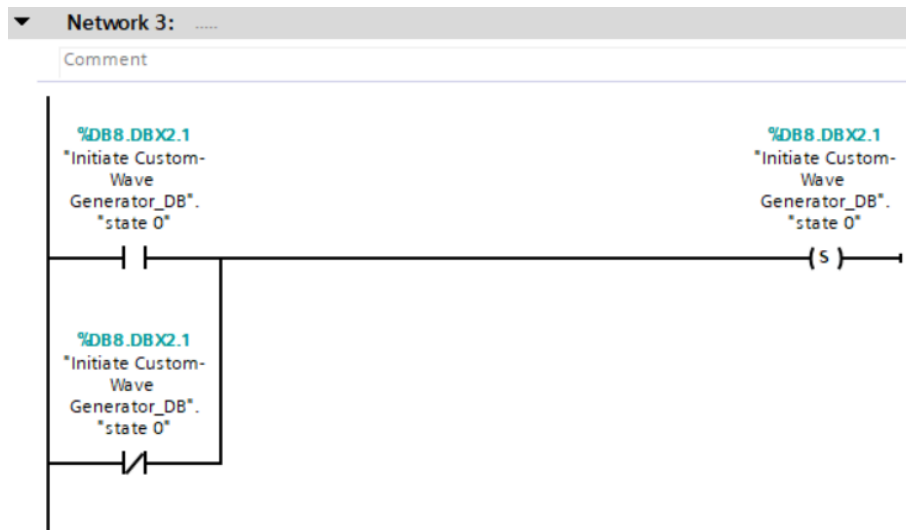 Network 3: .....
Comment
%DB8.DBX2.1
"Initiate Custom-
Wave
Generator_DB".
"state 0"
%DB8.DBX2.1
"Initiate Custom-
Wave
Generator_DB".
"state 0"
S
%DB8.DBX2.1
"Initiate Custom-
Wave
Generator_DB".
"state 0"